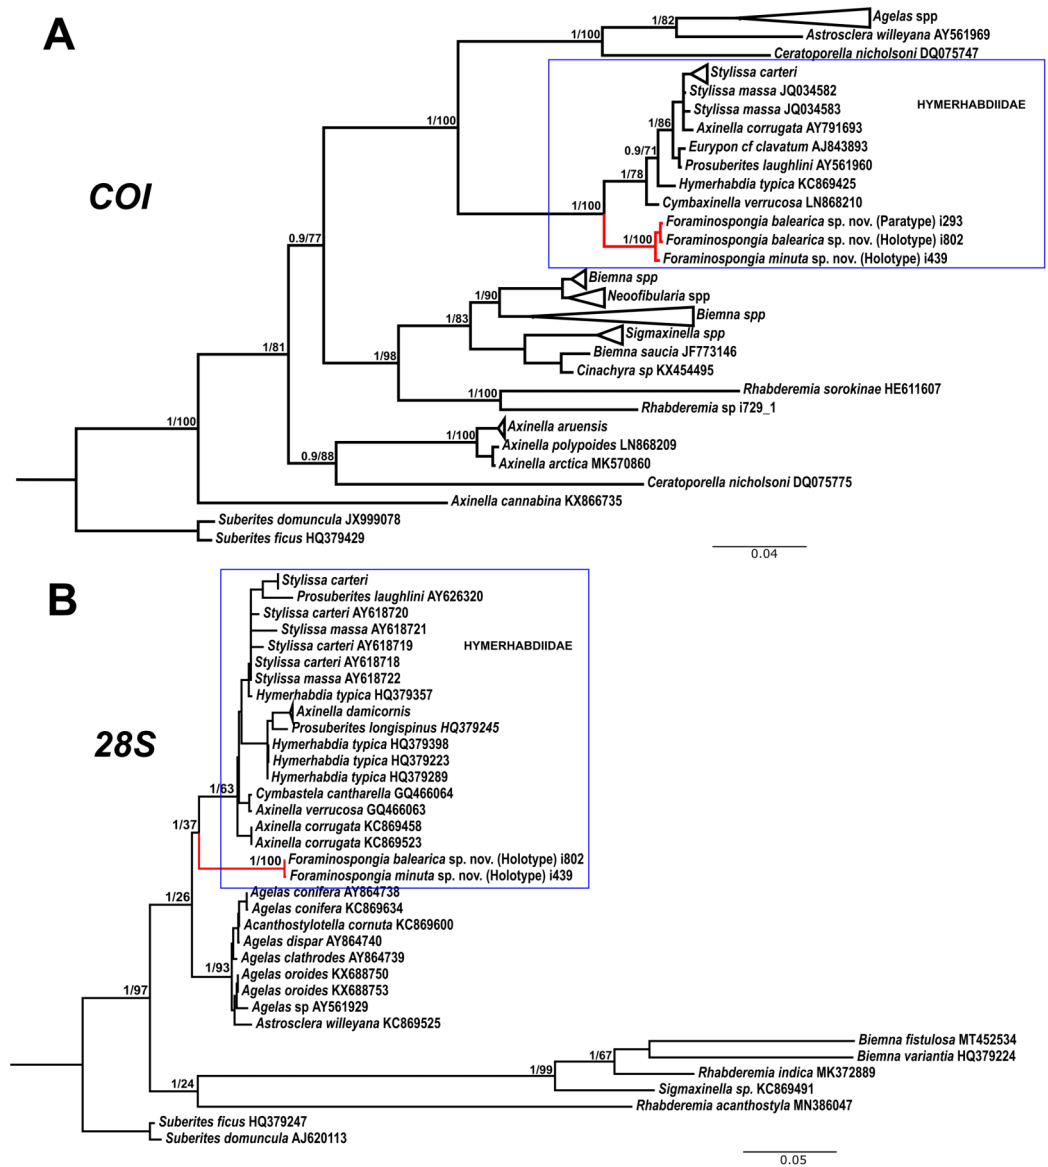 A
COI
1/82
Agelas spp
1/100
Astrosclera willeyana AY561969
Ceratoporella nicholsoni DQ075747
HYMERHABDIIDAE
Stylissa carteri
Stylissa massa JQ034582
Stylissa massa JQ034583
1/100
1/86
Axinella corrugata AY791693
Eurypon cf clavatum AJ843893
0.9/71
Prosuberites laughlini AY561960
1/78
Hymerhabdia typica KC869425
Cymbaxinella verrucosa LN868210
1/100
Foraminospongia balearica sp. nov. (Paratype) i293
1/100
Foraminospongia balearica sp. nov. (Holotype) i802
Foraminospongia minuta sp. nov. (Holotype) i439
0.9/77
Biemna spp
1/90
Neoofibularia spp
1/83
Biemna spp
Sigmaxinella spp
1/81
Biemna saucia JF773146
1/98
Cinachyra sp KX454495
1/100
Rhabderemia sorokinae HE611607
Rhabderemia sp i729_1
1/100
1/100
Axinella aruensis
Axinella polypoides LN868209
0.9/88
Axinella arctica MK570860
Ceratoporella nicholsoni DQ075775
Axinella cannabina KX866735
Suberites domuncula JX999078
Suberites ficus HQ379429
0.04
B
28S
HYMERHABDIIDAE
Stylissa carteri
Prosuberites laughlini AY626320
Stylissa carteri AY618720
Stylissa massa AY618721
Stylissa carteri AY618719
Stylissa carteri AY618718
Stylissa massa AY618722
Hymerhabdia typica HQ379357
Axinella damicornis
Prosuberites longispinus HQ379245
Hymerhabdia typica HQ379398
Hymerhabdia typica HQ379223
Hymerhabdia typica HQ379289
1/63
Cymbastela cantharella GQ466064
Axinella verrucosa GQ466063
1/37
Axinella corrugata KC869458
Axinella corrugata KC869523
1/100
Foraminospongia balearica sp. nov. (Holotype) i802
Foraminospongia minuta sp. nov. (Holotype) i439
1/26
Agelas conifera AY864738
Agelas conifera KC869634
Acanthostylotella cornuta KC869600
Agelas dispar AY864740
1/93
Agelas clathrodes AY864739
Agelas oroides KX688750
Agelas oroides KX688753
1/97
Agelas sp AY561929
Astrosclera willeyana KC869525
Biemna fistulosa MT452534
1/67
Biemna variantia HQ379224
1/99
Rhabderemia indica MK372889
1/24
Sigmaxinella sp. KC869491
Rhabderemia acanthostyla MN386047
Suberites ficus HQ379247
Suberites domuncula AJ620113
0.05